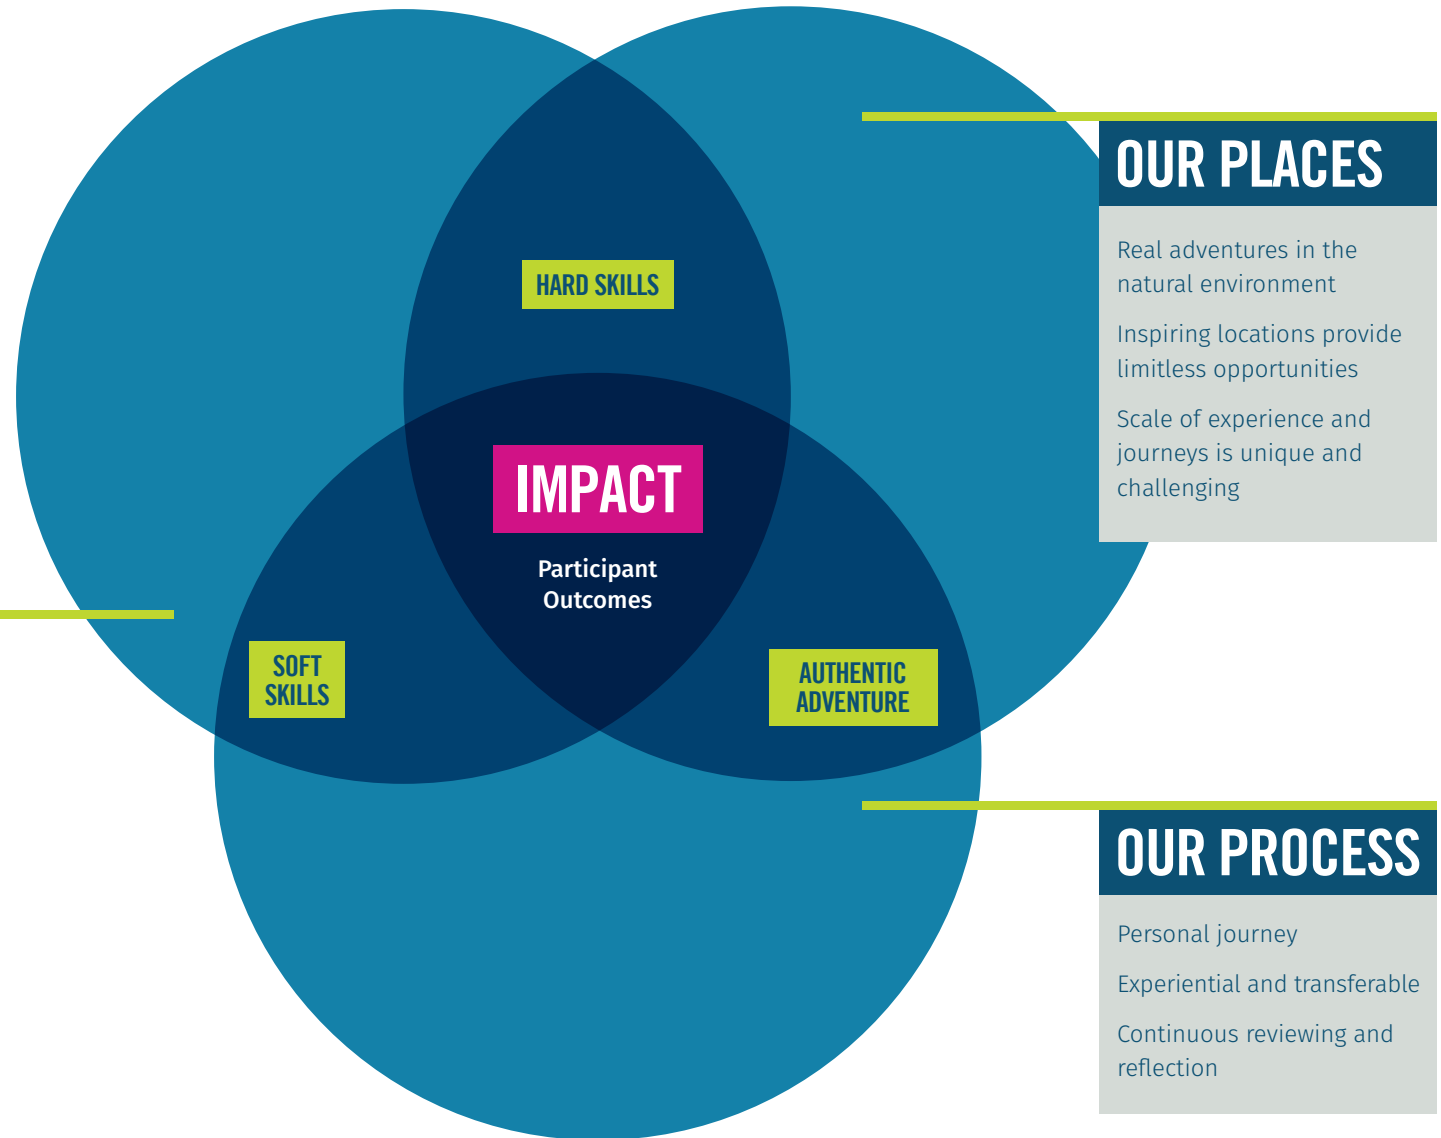 OUR PLACES
Real adventures in the
natural environment
Inspiring locations provide
limitless opportunities
Scale of experience and
journeys is unique and
challenging
HARD SKILLS
IMPACT
Participant
Outcomes
SOFT
SKILLS
AUTHENTIC
ADVENTURE
OUR PROCESS
Personal journey
Experiential and transferable
Continuous reviewing and
reflection